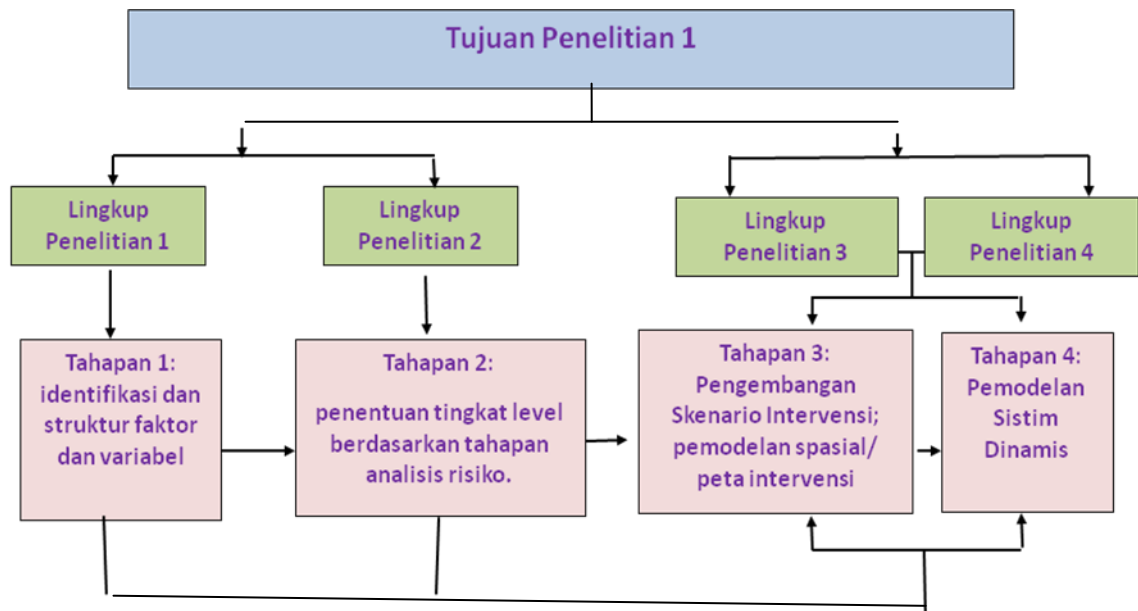 Tujuan Penelitian 1
Lingkup
Penelitian 1
Lingkup
Penelitian 2
Lingkup
Penelitian 3
Lingkup
Penelitian 4
Tahapan 1:
identifikasi dan
struktur faktor
dan variabel
Tahapan 2:
penentuan tingkat level
berdasarkan tahapan
analisis risiko.
Tahapan 3:
Pengembangan
Skenario Intervensi;
pemodelan spasial/
peta intervensi
Tahapan 4:
Pemodelan
Sistim
Dinamis